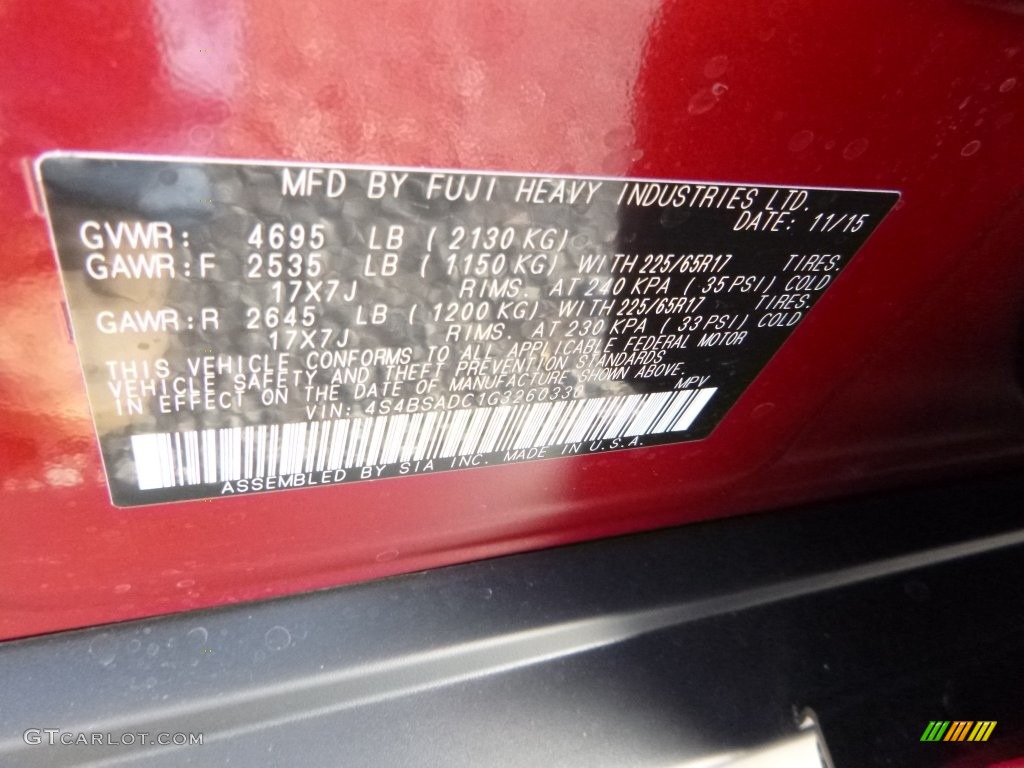 MFD BY FUJI HEAVY INDUSTRIES LTD.
DATE: 11/15
GVWR: 4695 LB ( 2130 KG)
GAWR:F 2535 LB ( 1150 KG) WITH 225/65R17 TIRES.
17X7J RIMS. AT 240 KPA ( 35 PSI) COLD
GAWR:R 2645 LB ( 1200 KG) WITH 225/65R17 TIRES.
17X7J RIMS. AT 230 KPA ( 33 PSI) COLD
THIS VEHICLE CONFORMS TO ALL APPLICABLE FEDERAL MOTOR
VEHICLE SAFETY AND THEFT PREVENTION STANDARDS
IN EFFECT ON THE DATE OF MANUFACTURE SHOWN ABOVE.
VIN: 4S4BSADC1G3260330 MPV
ASSEMBLED BY SIA INC. MADE IN U.S.A.
GTCARLOT.COM